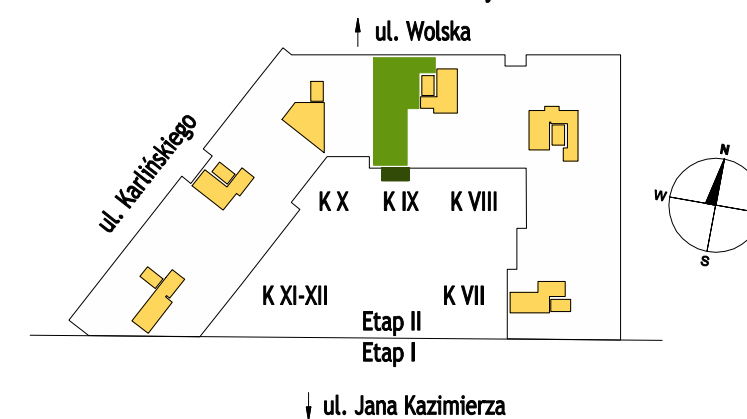 ul. Wolska
ul. Karlińskiego
N
W
S
K X
K IX
K VIII
K XI-XII
K VII
Etap II
Etap I
ul. Jana Kazimierza